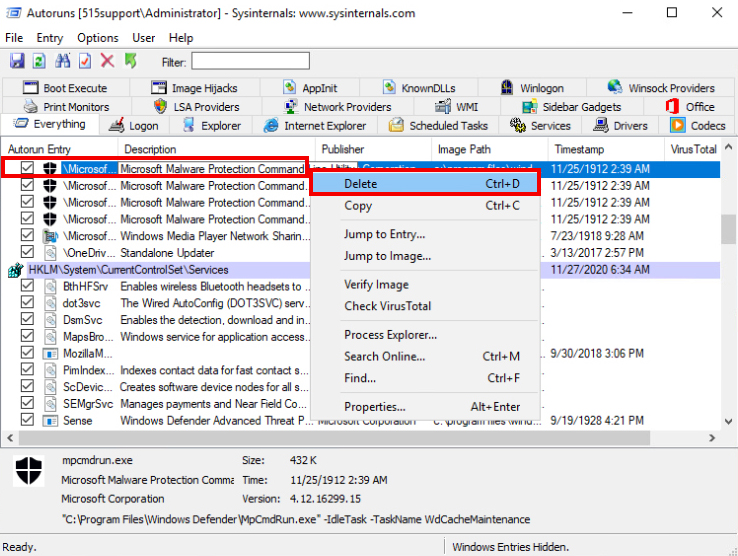 Autoruns [515support\Administrator] - Sysinternals: www.sysinternals.com
File Entry Options User Help
Filter:
Boot Execute Image Hijacks AppInit KnownDLLs Winlogon Winsock Providers
Print Monitors LSA Providers Network Providers WMI Sidebar Gadgets Office
Everything Logon Explorer Internet Explorer Scheduled Tasks Services Drivers Codecs
Autorun Entry Description Publisher Image Path Timestamp VirusTotal
\Microsof... Microsoft Malware Protection Command 11/25/1912 2:39 AM
\Microsof... Microsoft Malware Protection Command... 11/25/1912 2:39 AM
\Microsof... Microsoft Malware Protection Command... 11/25/1912 2:39 AM
\Microsof... Microsoft Malware Protection Command... 11/25/1912 2:39 AM
\Microsof... Windows Media Player Network Sharin... 7/23/1918 9:28 AM
\OneDriv... Standalone Updater 3/13/2017 2:57 PM
HKLM\System\CurrentControlSet\Services 11/27/2020 6:34 AM
BthHFSrv Enables wireless Bluetooth headsets to ...
dot3svc The Wired AutoConfig (DOT3SVC) serv...
DsmSvc Enables the detection, download and in...
MapsBro... Windows service for application access...
MozillaM... 9/30/2018 3:06 PM
PimIndex... Indexes contact data for fast contact s...
ScDevic... Creates software device nodes for all s...
SEMgrSvc Manages payments and Near Field Co...
Sense Windows Defender Advanced Threat P... Microsoft Corporation c:\program files\wind... 9/19/1928 4:21 PM
Delete Ctrl+D
Copy Ctrl+C
Jump to Entry...
Jump to Image...
Verify Image
Check VirusTotal
Process Explorer...
Search Online... Ctrl+M
Find... Ctrl+F
Properties... Alt+Enter
mpcmdrun.exe Size: 432 K
Microsoft Malware Protection Comma Time: 11/25/1912 2:39 AM
Microsoft Corporation Version: 4.12.16299.15
"C:\Program Files\Windows Defender\MpCmdRun.exe" -IdleTask -TaskName WdCacheMaintenance
Ready. Windows Entries Hidden.